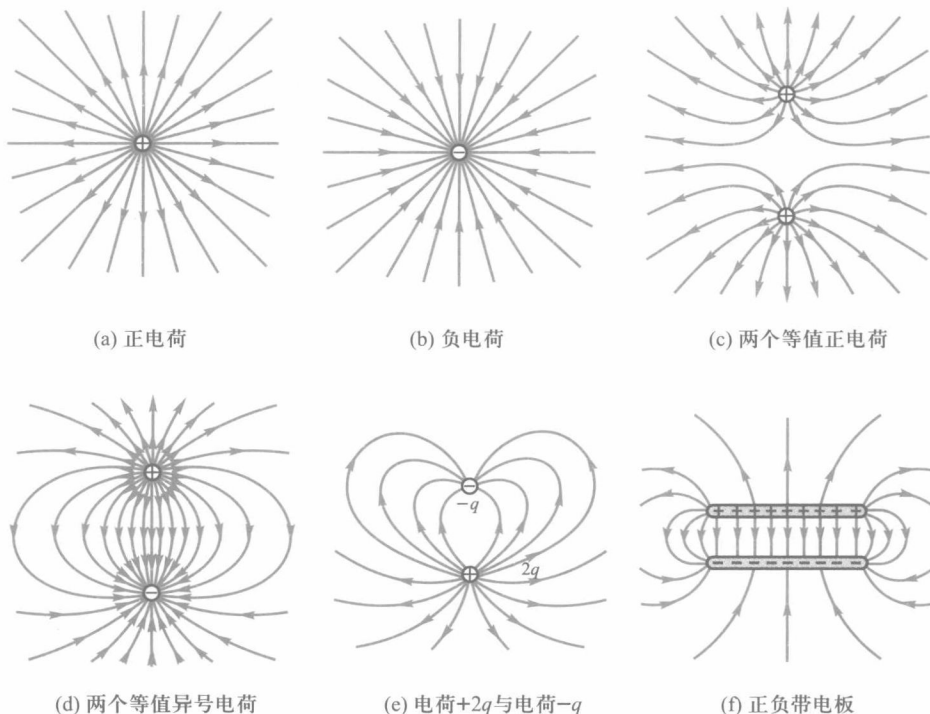 (a) 正电荷
(b) 负电荷
(c) 两个等值正电荷
−q
2q
(d) 两个等值异号电荷
(e) 电荷+2q与电荷−q
(f) 正负带电板